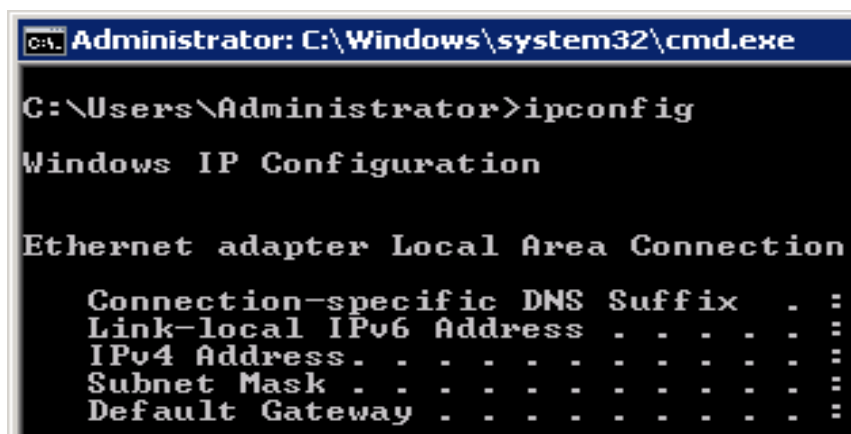 C:\. Administrator: C:\Windows\system32\cmd.exe
C:\Users\Administrator>ipconfig
Windows IP Configuration
Ethernet adapter Local Area Connection
Connection-specific DNS Suffix . :
Link-local IPv6 Address . . . . . :
IPv4 Address. . . . . . . . . . . :
Subnet Mask . . . . . . . . . . . :
Default Gateway . . . . . . . . . :